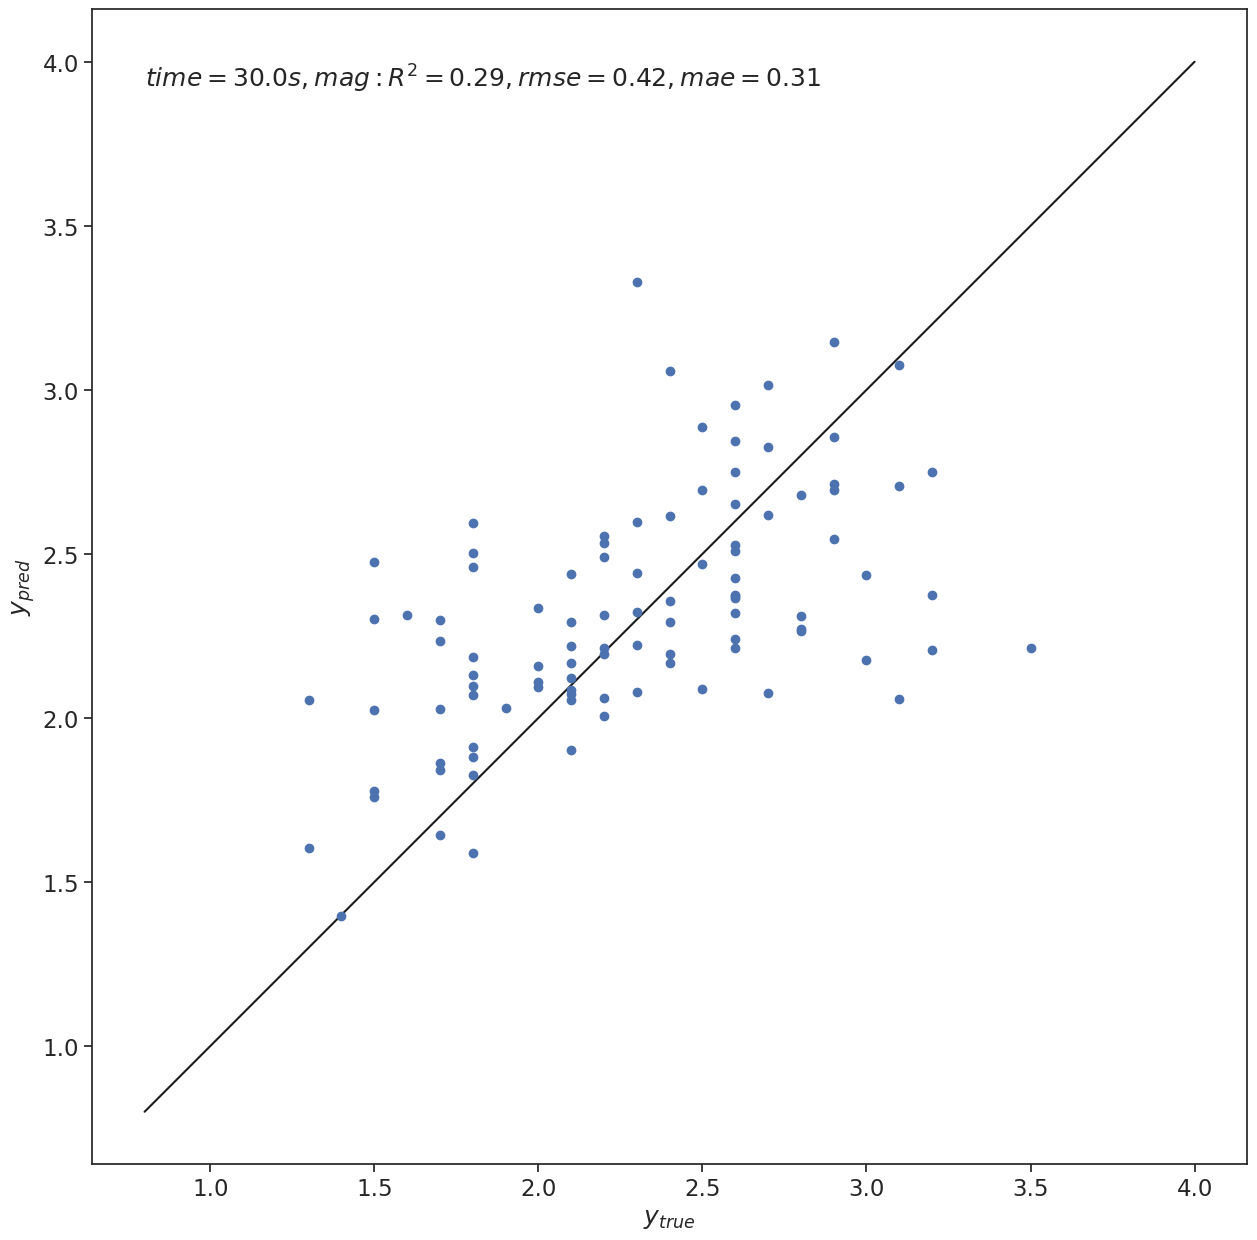 time = 30.0s, mag : R² = 0.29, rmse = 0.42, mae = 0.31
4.0
3.5
3.0
2.5
2.0
1.5
1.0
y_pred
1.0 1.5 2.0 2.5 3.0 3.5 4.0
y_true